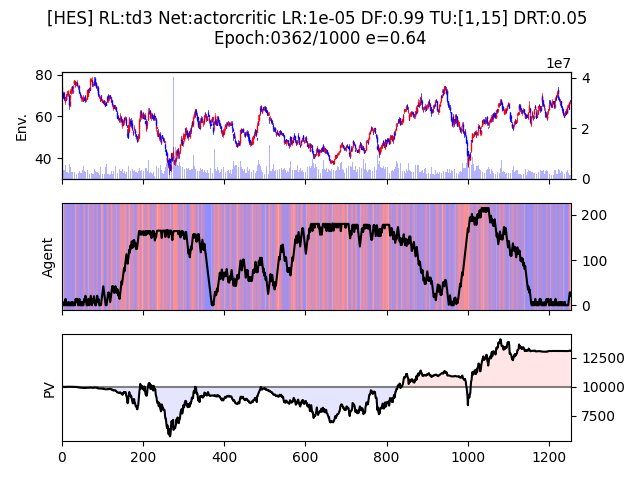 [HES] RL:td3 Net:actorcritic LR:1e-05 DF:0.99 TU:[1,15] DRT:0.05
Epoch:0362/1000 e=0.64
1e7
80
60
40
Env.
4
2
0
Agent
200
100
0
PV
12500
10000
7500
0 200 400 600 800 1000 1200